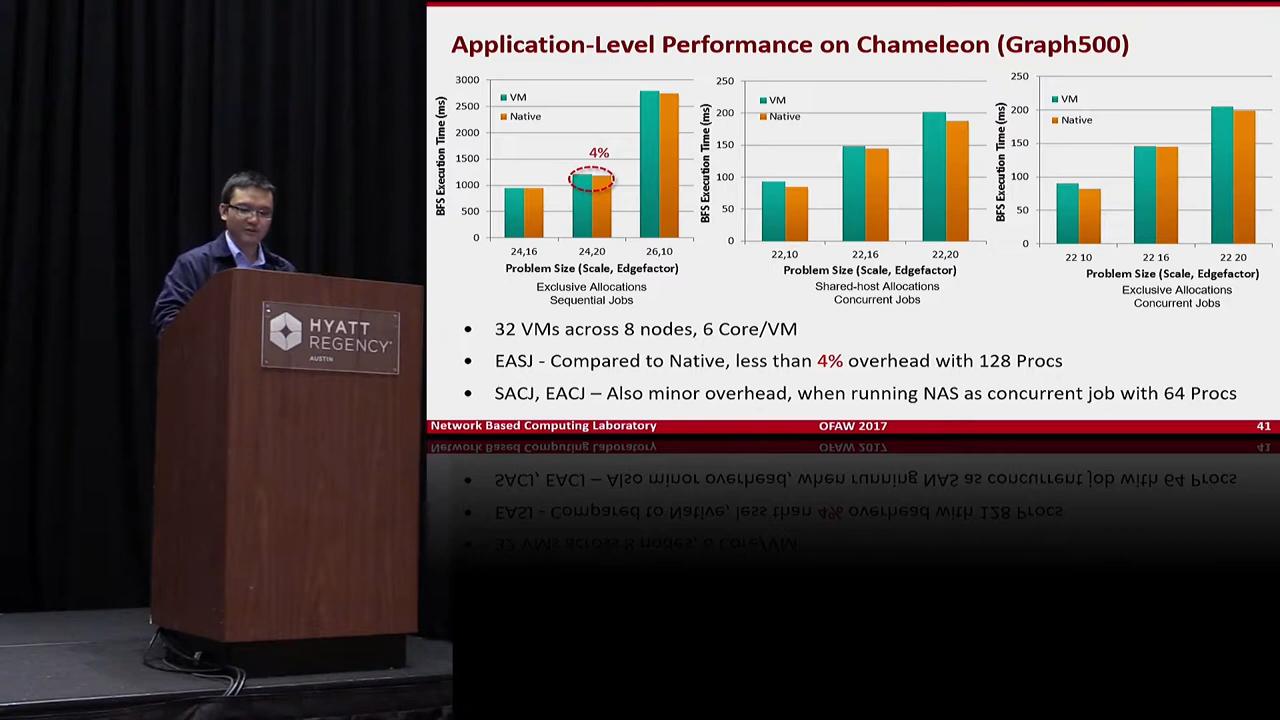 Application-Level Performance on Chameleon (Graph500)
BFS Execution Time (ms)
3000
2500
2000
1500
1000
500
0
VM
Native
4%
24,16
24,20
26,10
Problem Size (Scale, Edgefactor)
Exclusive Allocations
Sequential Jobs
BFS Execution Time (ms)
250
200
150
100
50
0
VM
Native
22,10
22,16
22,20
Problem Size (Scale, Edgefactor)
Shared-host Allocations
Concurrent Jobs
BFS Execution Time (ms)
250
200
150
100
50
0
VM
Native
22 10
22 16
22 20
Problem Size (Scale, Edgefactor)
Exclusive Allocations
Concurrent Jobs
• 32 VMs across 8 nodes, 6 Core/VM
• EASJ - Compared to Native, less than 4% overhead with 128 Procs
• SACJ, EACJ – Also minor overhead, when running NAS as concurrent job with 64 Procs
Network Based Computing Laboratory OFAW 2017 41
HYATT
REGENCY
AUSTIN